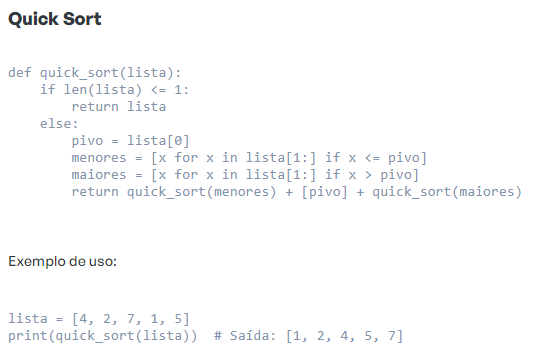 Quick Sort
def quick_sort(lista):
    if len(lista) <= 1:
        return lista
    else:
        pivo = lista[0]
        menores = [x for x in lista[1:] if x <= pivo]
        maiores = [x for x in lista[1:] if x > pivo]
        return quick_sort(menores) + [pivo] + quick_sort(maiores)
Exemplo de uso:
lista = [4, 2, 7, 1, 5]
print(quick_sort(lista))  # Saída: [1, 2, 4, 5, 7]